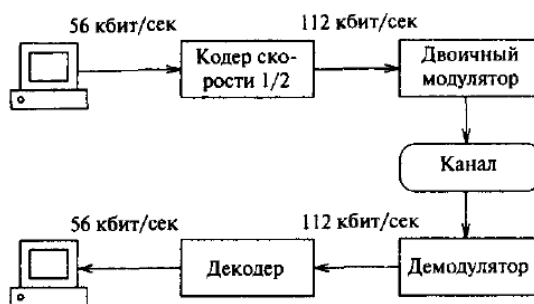 56 кбит/сек
112 кбит/сек
Кодер ско-
рости 1/2
Двоичный
модулятор
Канал
56 кбит/сек
112 кбит/сек
Декодер
Демодулятор